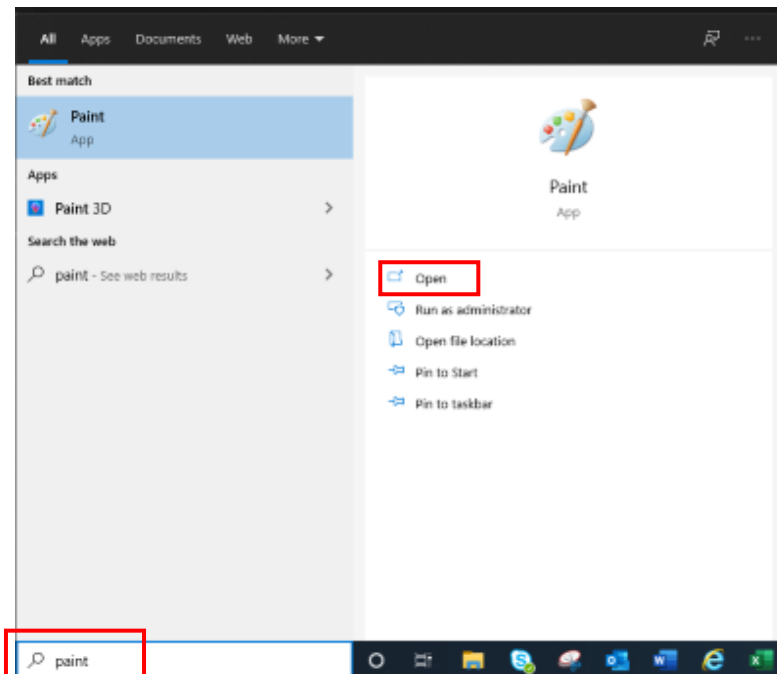 All Apps Documents Web More
Best match
Paint
App
Apps
Paint 3D
Search the web
paint - See web results
paint
Paint
App
Open
Run as administrator
Open file location
Pin to Start
Pin to taskbar